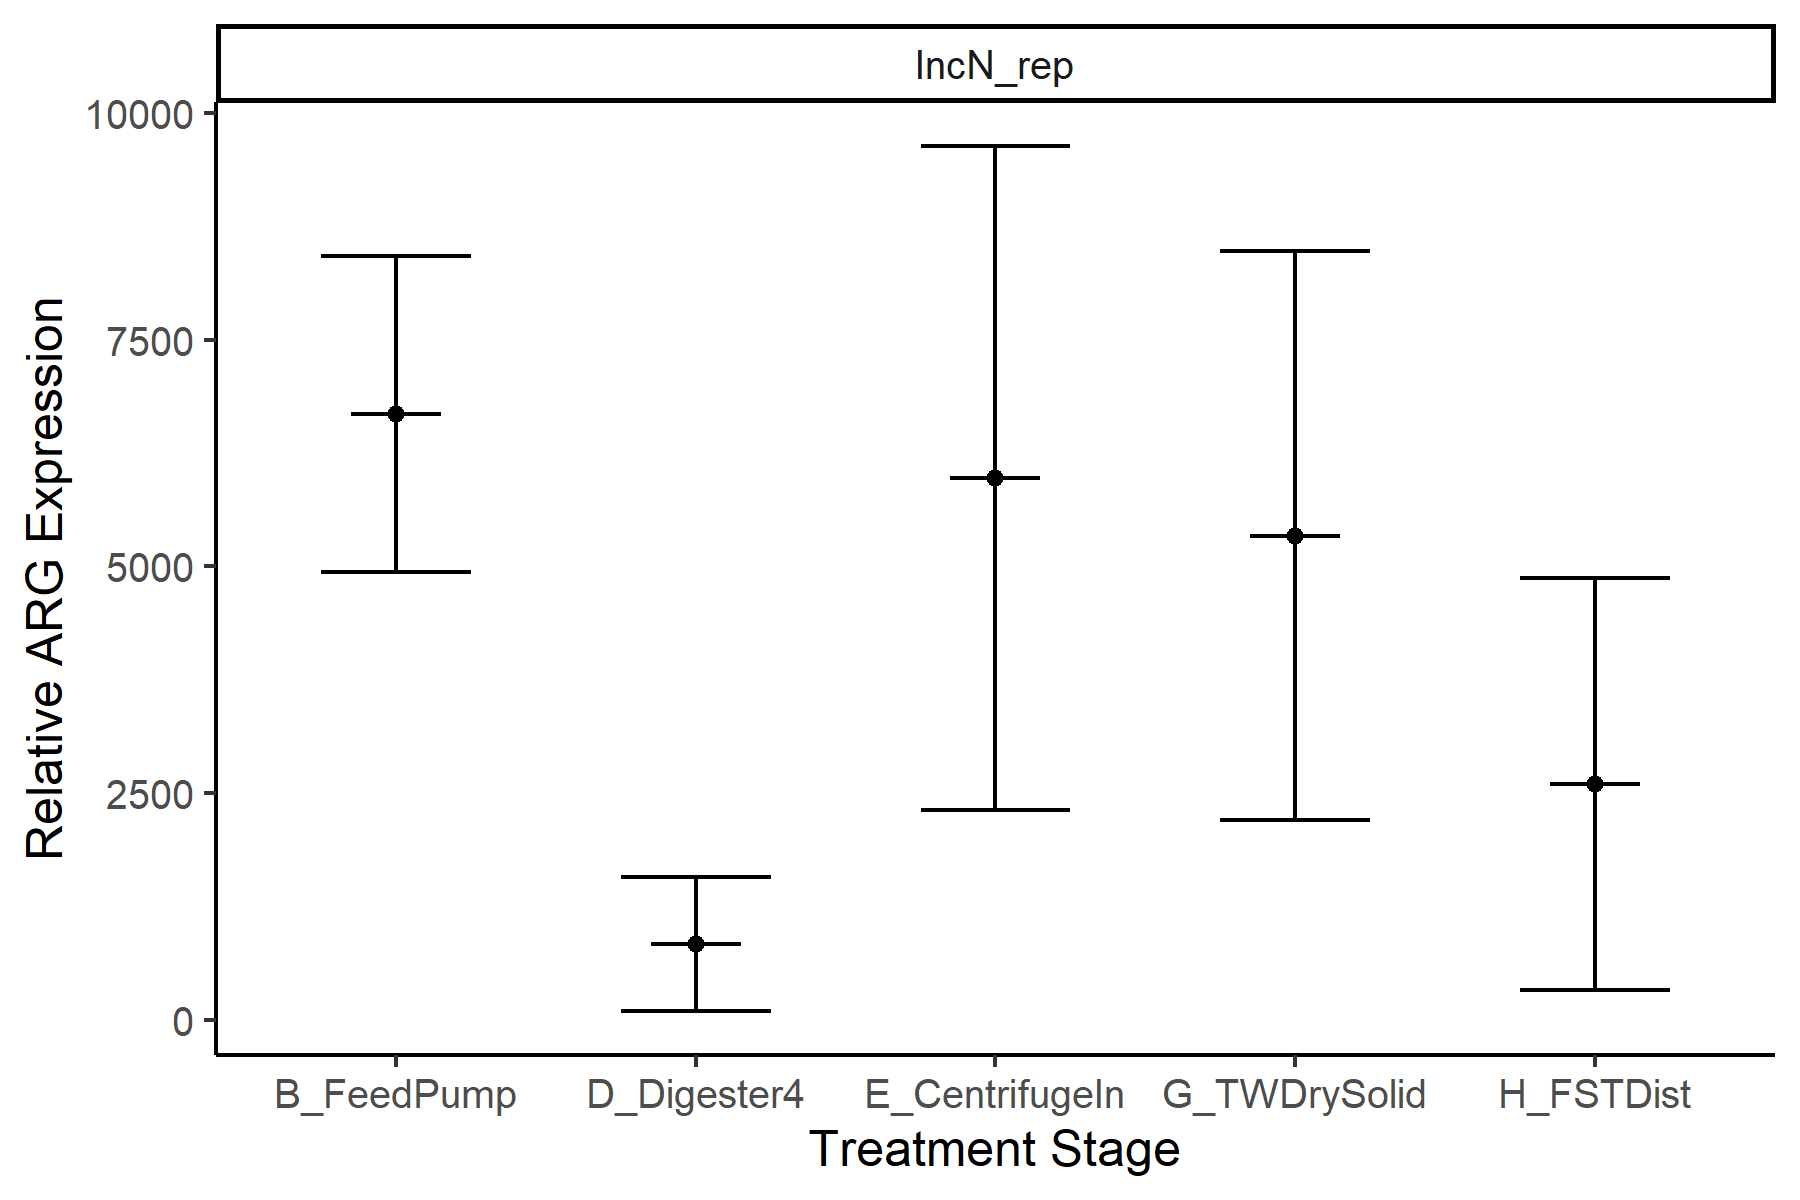 IncN_rep
10000
7500
5000
2500
0
Relative ARG Expression
B_FeedPump D_Digester4 E_CentrifugeIn G_TWDrySolid H_FSTDist
Treatment Stage